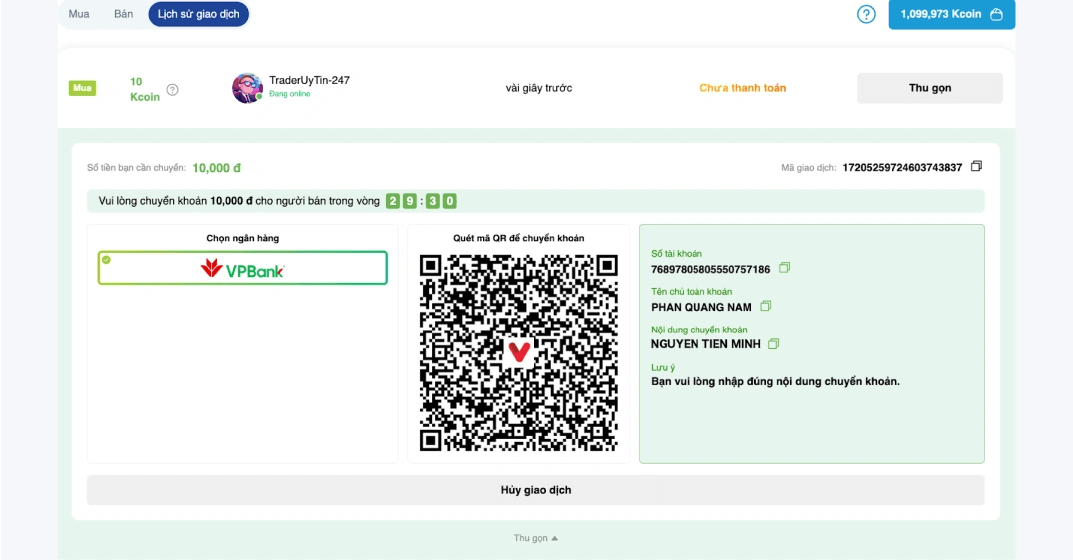 Mua Bán Lịch sử giao dịch
? 1,099,973 Kcoin
Mua
10
Kcoin ?
TraderUyTin-247
Đang online
vài giây trước
Chưa thanh toán
Thu gọn
Số tiền bạn cần chuyển: 10,000 đ
Mã giao dịch: 17205259724603743837
Vui lòng chuyển khoản 10,000 đ cho người bán trong vòng 2 9 : 3 0
Chọn ngân hàng
VPBank
Quét mã QR để chuyển khoản
Số tài khoản
76897805805550757186
Tên chủ toàn khoản
PHAN QUANG NAM
Nội dung chuyển khoản
NGUYEN TIEN MINH
Lưu ý
Bạn vui lòng nhập đúng nội dung chuyển khoản.
Hủy giao dịch
Thu gọn